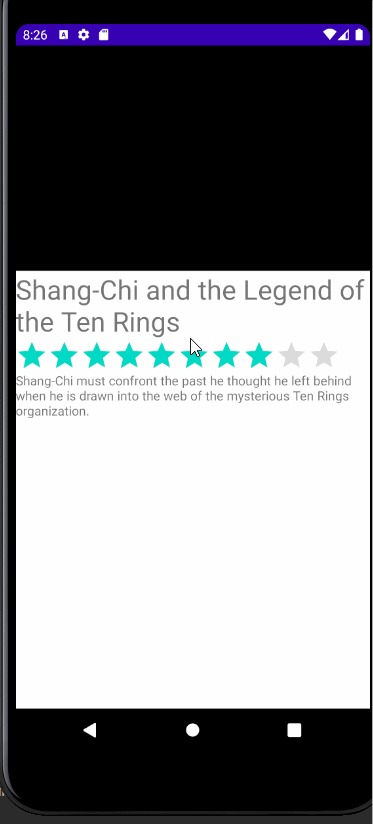 8:26
Shang-Chi and the Legend of
the Ten Rings
Shang-Chi must confront the past he thought he left behind
when he is drawn into the web of the mysterious Ten Rings
organization.